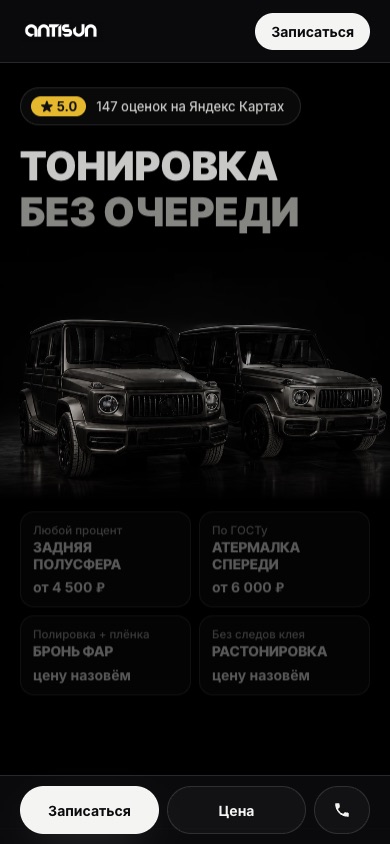 antisun
Записаться
★ 5.0 147 оценок на Яндекс Картах
ТОНИРОВКА
БЕЗ ОЧЕРЕДИ
Любой процент
ЗАДНЯЯ
ПОЛУСФЕРА
от 4 500 ₽
По ГОСТу
АТЕРМАЛКА
СПЕРЕДИ
от 6 000 ₽
Полировка + плёнка
БРОНЬ ФАР
цену назовём
Без следов клея
РАСТОНИРОВКА
цену назовём
Записаться
Цена